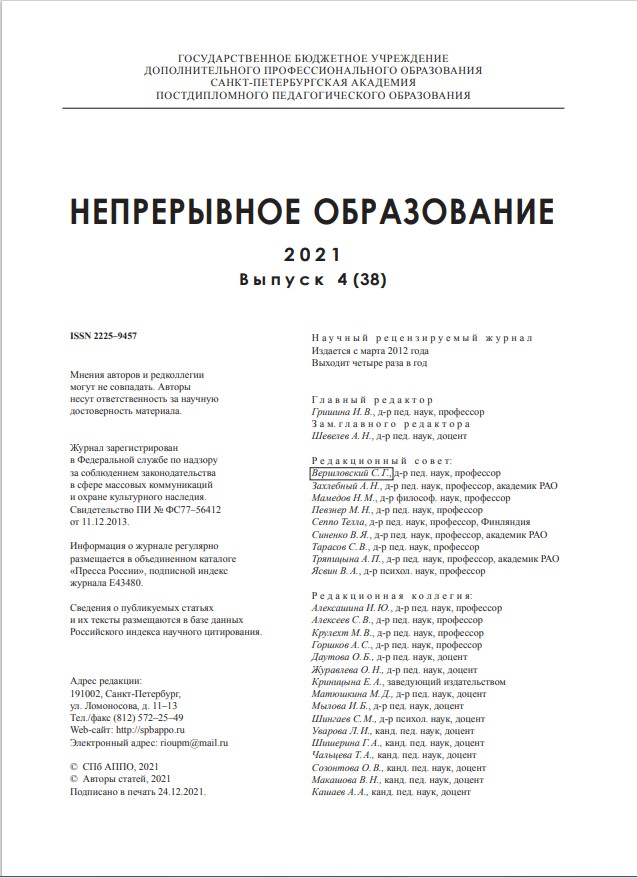 ГОСУДАРСТВЕННОЕ БЮДЖЕТНОЕ УЧРЕЖДЕНИЕ
ДОПОЛНИТЕЛЬНОГО ПРОФЕССИОНАЛЬНОГО ОБРАЗОВАНИЯ
САНКТ-ПЕТЕРБУРГСКАЯ АКАДЕМИЯ
ПОСТДИПЛОМНОГО ПЕДАГОГИЧЕСКОГО ОБРАЗОВАНИЯ
НЕПРЕРЫВНОЕ ОБРАЗОВАНИЕ
2021
Выпуск 4 (38)
ISSN 2225–9457
Мнения авторов и редколлегии
могут не совпадать. Авторы
несут ответственность за научную
достоверность материала.
Журнал зарегистрирован
в Федеральной службе по надзору
за соблюдением законодательства
в сфере массовых коммуникаций
и охране культурного наследия.
Свидетельство ПИ № ФС77–56412
от 11.12.2013.
Информация о журнале регулярно
размещается в объединенном каталоге
«Пресса России», подписной индекс
журнала Е43480.
Сведения о публикуемых статьях
и их тексты размещаются в базе данных
Российского индекса научного цитирования.
Адрес редакции:
191002, Санкт-Петербург,
ул. Ломоносова, д. 11–13
Тел./факс (812) 572–25–49
Web-сайт: http://spbappo.ru
Электронный адрес: rioupm@mail.ru
© СПб АППО, 2021
© Авторы статей, 2021
Подписано в печать 24.12.2021.
Научный рецензируемый журнал
Издается с марта 2012 года
Выходит четыре раза в год
Главный редактор
Гришина И. В., д-р пед. наук, профессор
Зам. главного редактора
Шевелев А. Н., д-р пед. наук, доцент
Редакционный совет:
Вершловский С. Г., д-р пед. наук, профессор
Захлебный А. Н., д-р пед. наук, профессор, академик РАО
Мамедов Н. М., д-р философ. наук, профессор
Певзнер М. Н., д-р пед. наук, профессор
Сеппо Телла, д-р пед. наук, профессор, Финляндия
Синенко В. Я., д-р пед. наук, профессор, академик РАО
Тарасов С. В., д-р пед. наук, профессор
Тряпицына А. П., д-р пед. наук, профессор, академик РАО
Ясвин В. А., д-р психол. наук, профессор
Редакционная коллегия:
Алексашина И. Ю., д-р пед. наук, профессор
Алексеев С. В., д-р пед. наук, профессор
Крулехт М. В., д-р пед. наук, профессор
Горшков А. С., д-р пед. наук, профессор
Даутова О. Б., д-р пед. наук, доцент
Журавлева О. Н., д-р пед. наук, доцент
Криницына Е. А., заведующий издательством
Матюшкина М. Д., д-р пед. наук, доцент
Мылова И. Б., д-р пед. наук, доцент
Шингаев С. М., д-р психол. наук, доцент
Уварова Л. И., канд. пед. наук, доцент
Шишерина Г. А., канд. пед. наук, доцент
Чальцева Т. А., канд. пед. наук, доцент
Созонтова О. В., канд. пед. наук, доцент
Макашова В. Н., канд. пед. наук, доцент
Кашаев А. А., канд. пед. наук, доцент